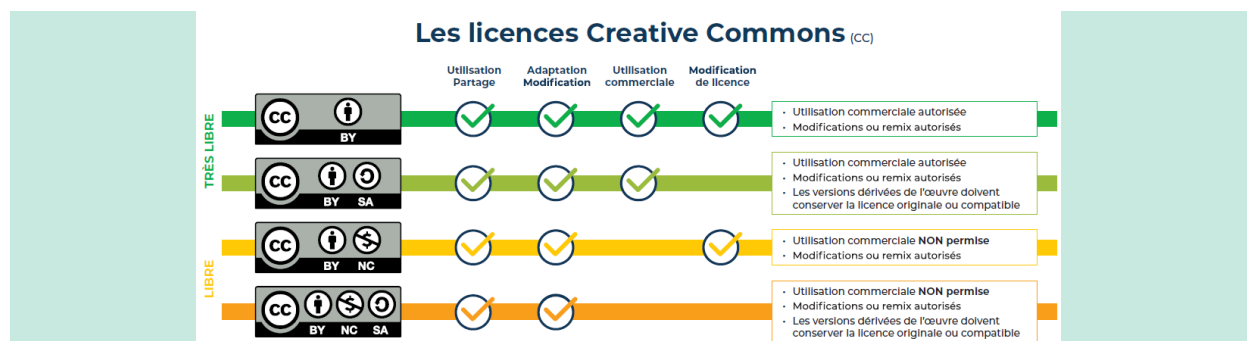 Les licences Creative Commons (CC)
Utilisation
Partage
Adaptation
Modification
Utilisation
commerciale
Modification
de licence
TRÈS LIBRE
CC
BY
• Utilisation commerciale autorisée
• Modifications ou remix autorisés
CC
BY SA
• Utilisation commerciale autorisée
• Modifications ou remix autorisés
• Les versions dérivées de l'œuvre doivent
conserver la licence originale ou compatible
LIBRE
CC
BY NC
• Utilisation commerciale NON permise
• Modifications ou remix autorisés
CC
BY NC SA
• Utilisation commerciale NON permise
• Modifications ou remix autorisés
• Les versions dérivées de l'œuvre doivent
conserver la licence originale ou compatible